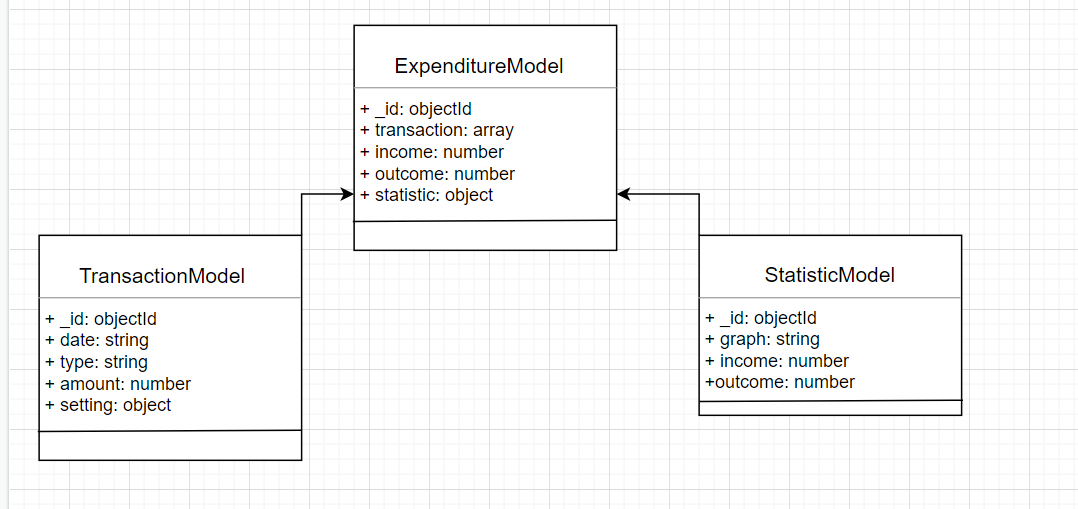 ExpenditureModel
+ _id: objectId
+ transaction: array
+ income: number
+ outcome: number
+ statistic: object
TransactionModel
+ _id: objectId
+ date: string
+ type: string
+ amount: number
+ setting: object
StatisticModel
+ _id: objectId
+ graph: string
+ income: number
+outcome: number